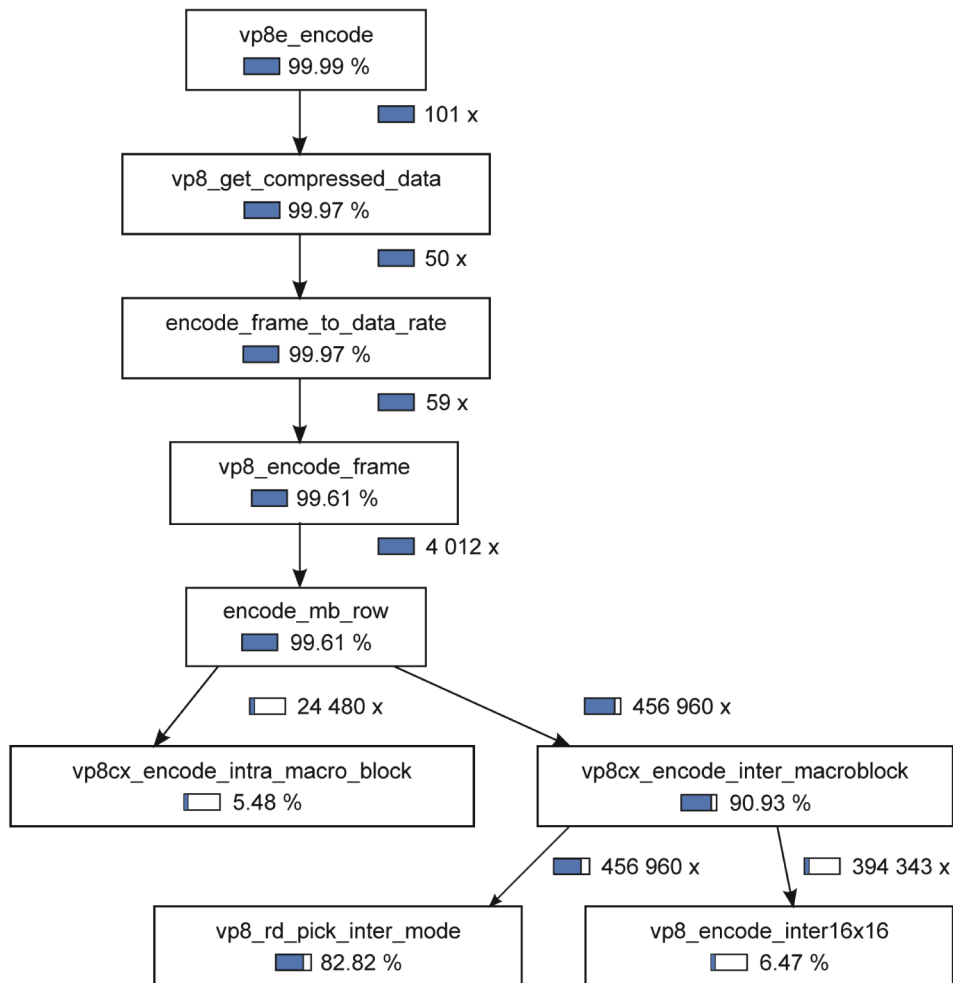 vp8e_encode
99.99 %
101 x
vp8_get_compressed_data
99.97 %
50 x
encode_frame_to_data_rate
99.97 %
59 x
vp8_encode_frame
99.61 %
4 012 x
encode_mb_row
99.61 %
24 480 x
456 960 x
vp8cx_encode_intra_macro_block
5.48 %
vp8cx_encode_inter_macroblock
90.93 %
456 960 x
394 343 x
vp8_rd_pick_inter_mode
82.82 %
vp8_encode_inter16x16
6.47 %